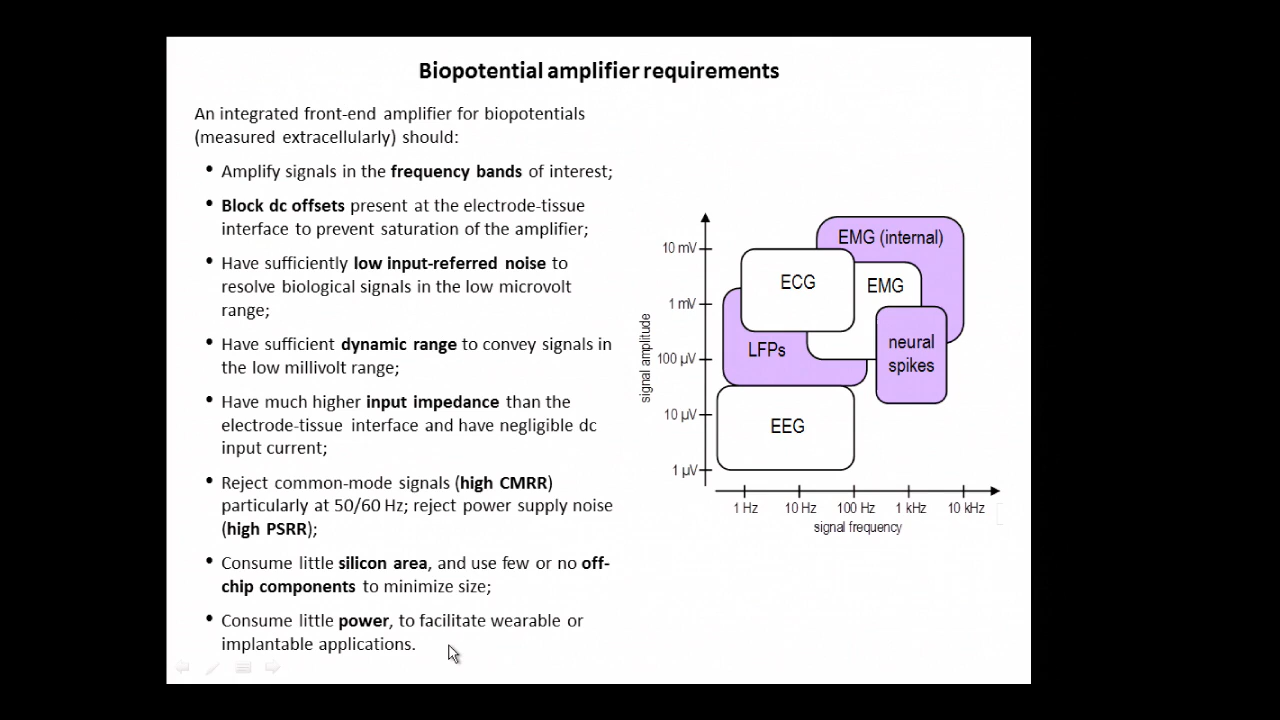 Biopotential amplifier requirements
An integrated front-end amplifier for biopotentials
(measured extracellularly) should:
• Amplify signals in the frequency bands of interest;
• Block dc offsets present at the electrode-tissue
interface to prevent saturation of the amplifier;
• Have sufficiently low input-referred noise to
resolve biological signals in the low microvolt
range;
• Have sufficient dynamic range to convey signals in
the low millivolt range;
• Have much higher input impedance than the
electrode-tissue interface and have negligible dc
input current;
• Reject common-mode signals (high CMRR)
particularly at 50/60 Hz; reject power supply noise
(high PSRR);
• Consume little silicon area, and use few or no off-
chip components to minimize size;
• Consume little power, to facilitate wearable or
implantable applications.
signal amplitude
10 mV
1 mV
100 µV
10 µV
1 µV
EMG (internal)
ECG
EMG
LFPs
neural
spikes
EEG
1 Hz
10 Hz
100 Hz
1 kHz
10 kHz
signal frequency